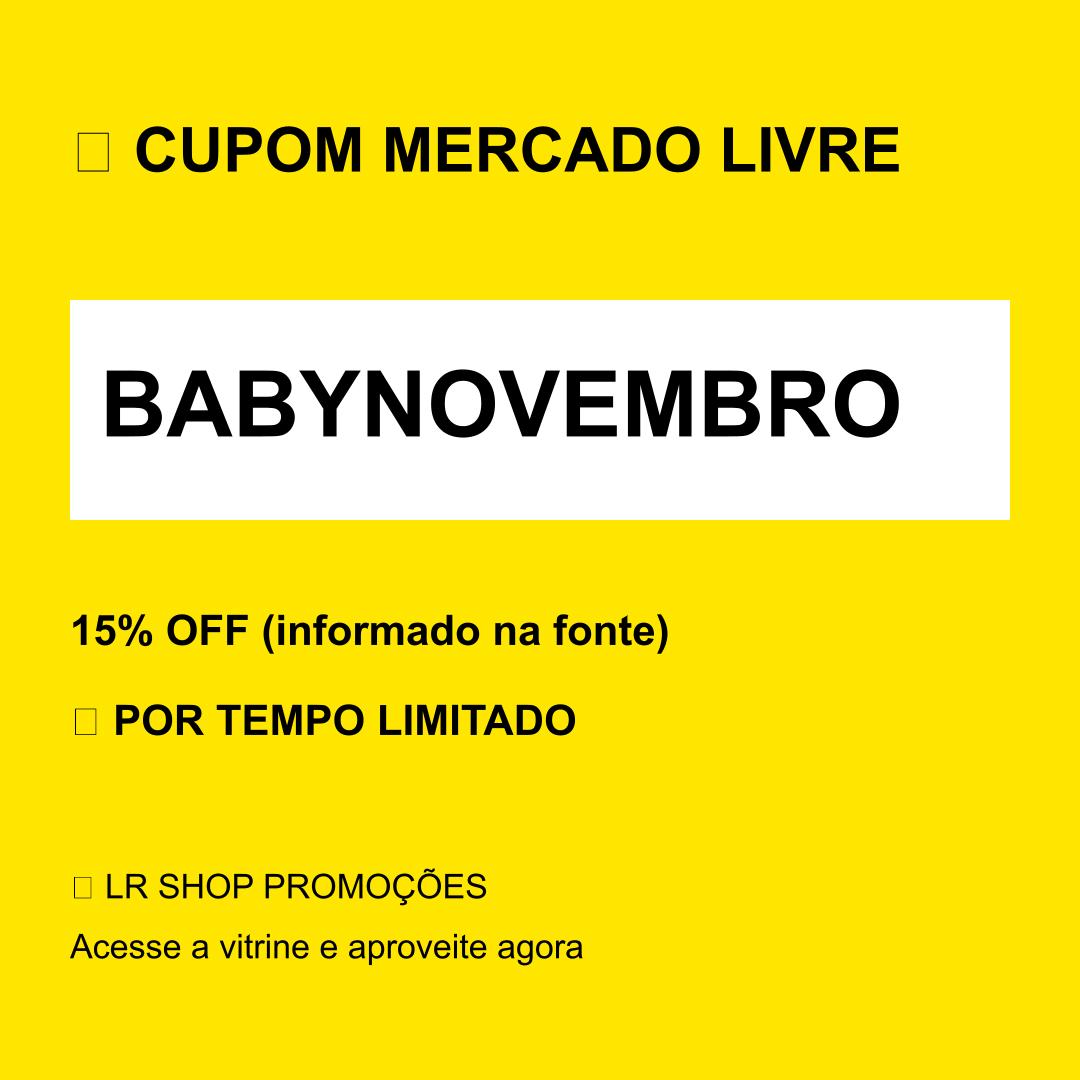 CUPOM MERCADO LIVRE
BABYNOVEMBRO
15% OFF (informado na fonte)
POR TEMPO LIMITADO
LR SHOP PROMOÇÕES
Acesse a vitrine e aproveite agora